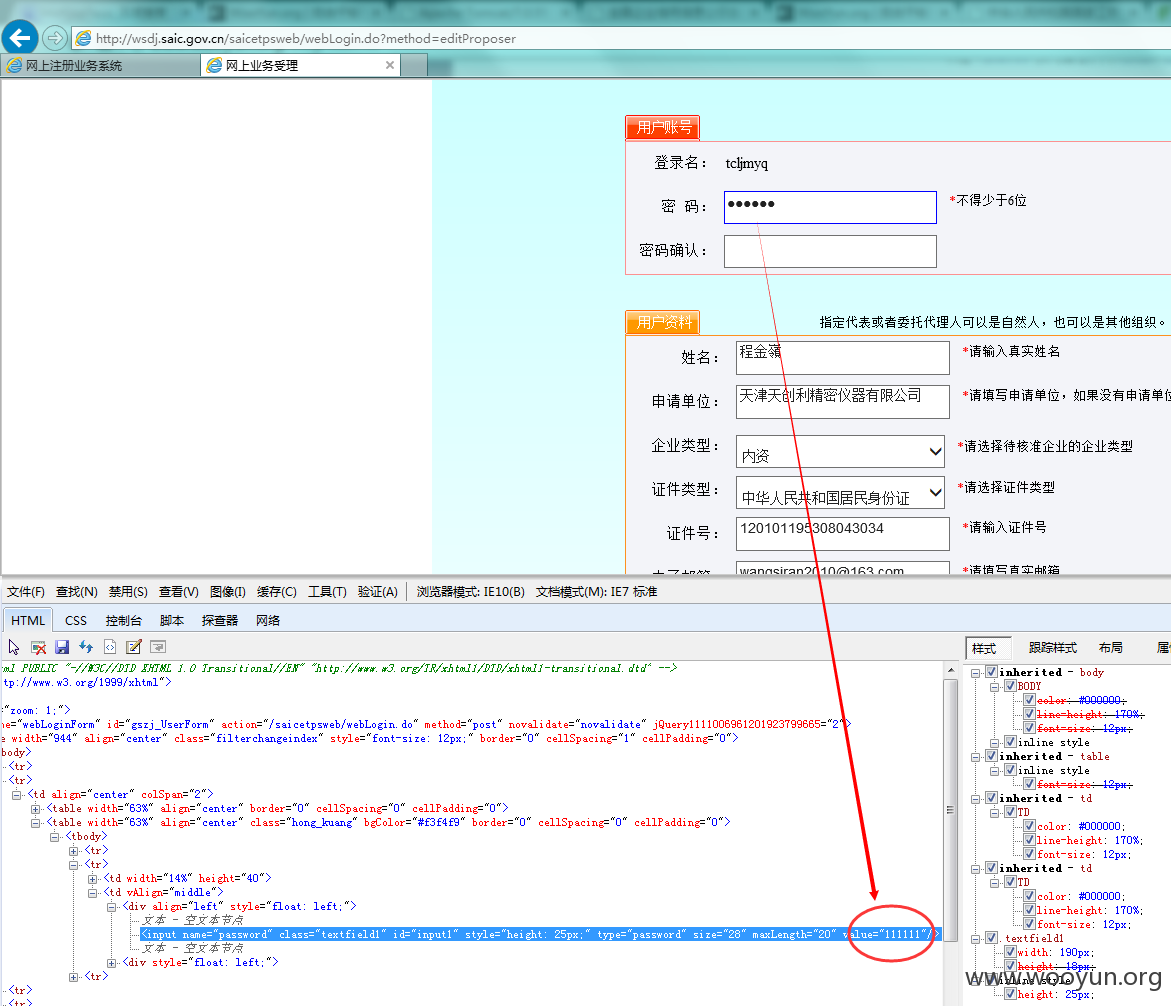 http://wsdj.saic.gov.cn/saicetpsweb/webLogin.do?method=editProposer
网上注册业务系统 网上业务受理
用户账号
登录名： tcljmyq
密 码： •••••• *不得少于6位
密码确认：
用户资料 指定代表或者委托代理人可以是自然人，也可以是其他组织。
姓名： 程金嶺 *请输入真实姓名
申请单位： 天津天创利精密仪器有限公司 *请填写申请单位，如果没有申请单位
企业类型： 内资 *请选择待核准企业的企业类型
证件类型： 中华人民共和国居民身份证 *请选择证件类型
证件号： 120101195308043034 *请输入证件号
wangsiran2010@163.com *请填写真实邮箱
文件(F) 查找(N) 禁用(S) 查看(V) 图像(I) 缓存(C) 工具(T) 验证(A) 浏览器模式: IE10(B) 文档模式(M): IE7 标准
HTML CSS 控制台 脚本 探查器 网络
样式 跟踪样式 布局
ml PUBLIC "-//W3C//DTD XHTML 1.0 Transitional//EN" "http://www.w3.org/TR/xhtml1/DTD/xhtml1-transitional.dtd" -->
tp://www.w3.org/1999/xhtml">
"zoom: 1;">
e="webLoginForm" id="gszj_UserForm" action="/saicetpsweb/webLogin.do" method="post" novalidate="novalidate" jQuery1111006961201923799665="2">
e width="944" align="center" class="filterchangeindex" style="font-size: 12px;" border="0" cellSpacing="1" cellPadding="0">
body>
<tr>
<tr>
<td align="center" colSpan="2">
<table width="63%" align="center" border="0" cellSpacing="0" cellPadding="0">
<table width="63%" align="center" class="hong_kuang" bgColor="#f3f4f9" border="0" cellSpacing="0" cellPadding="0">
<tbody>
<tr>
<tr>
<td width="14%" height="40">
<td vAlign="middle">
<div align="left" style="float: left;">
文本 - 空文本节点
<input name="password" class="textfield1" id="input1" style="height: 25px;" type="password" size="28" maxLength="20" value="111111"/>
文本 - 空文本节点
<div style="float: left;">
<tr>
<tr>
<tr>
inherited - body
BODY
color: #000000;
line-height: 170%;
font-size: 12px;
inline style
inherited - table
inline style
font-size: 12px;
inherited - td
TD
color: #000000;
line-height: 170%;
font-size: 12px;
inherited - td
TD
color: #000000;
line-height: 170%;
font-size: 12px;
.textfield1
width: 190px;
height: 18px;
inline style
height: 25px;
www.wooyun.org